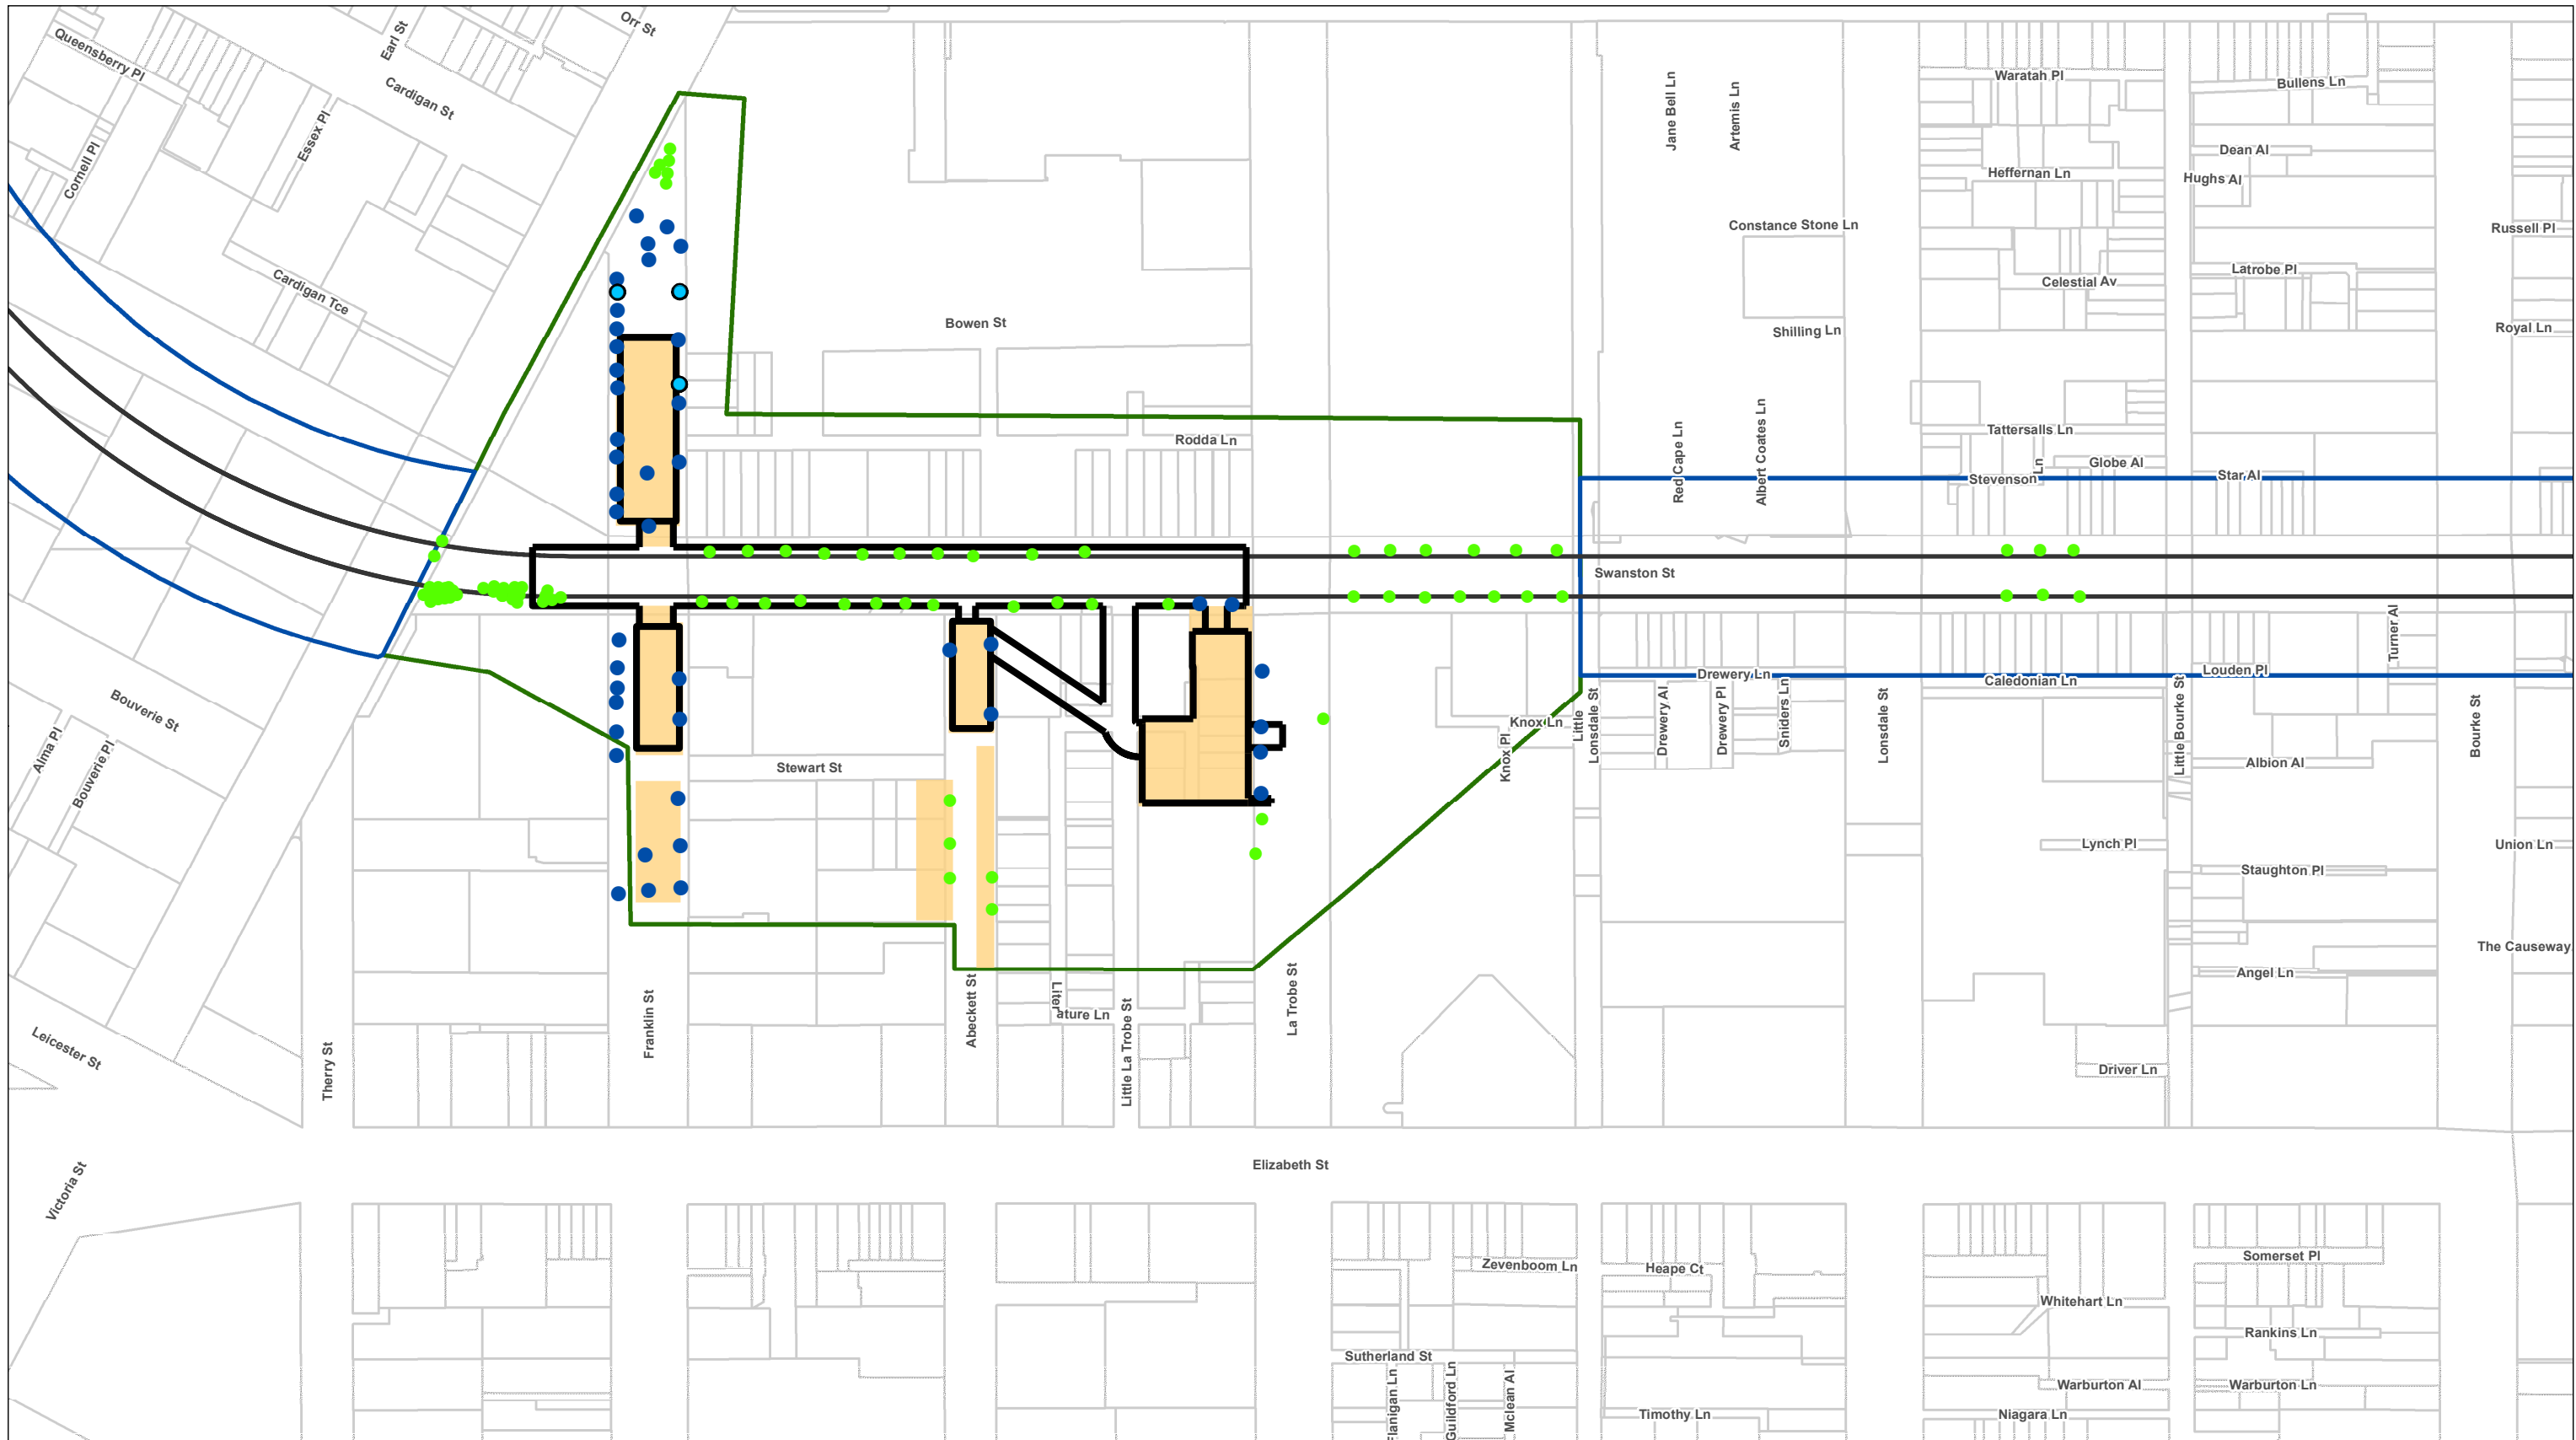 Orr St
Earl St
Queensberry Pl
Cardigan St
Essex Pl
Cornell Pl
Cardigan Tce
Waratah Pl
Bullens Ln
Jane Bell Ln
Artemis Ln
Dean Al
Heffernan Ln
Hughs Al
Constance Stone Ln
Russell Pl
Latrobe Pl
Celestial Av
Bowen St
Shilling Ln
Royal Ln
Rodda Ln
Red Cape Ln
Albert Coates Ln
Tattersalls Ln
Globe Al
Stevenson Ln
Star Al
Swanston St
Turner Al
Drewery Ln
Caledonian Ln
Louden Pl
Bouverie St
Alma Pl
Bouverie Pl
Stewart St
Knox Ln
Knox Pl
Little
Lonsdale St
Drewery Al
Drewery Pl
Sniders Ln
Lonsdale St
Little Bourke St
Bourke St
Albion Al
Lynch Pl
Union Ln
Staughton Pl
The Causeway
Angel Ln
Leicester St
Therry St
Franklin St
Abeckett St
Liter
ature Ln
Little La Trobe St
La Trobe St
Driver Ln
Victoria St
Elizabeth St
Zevenboom Ln
Heape Ct
Somerset Pl
Whitehart Ln
Rankins Ln
Sutherland St
Flanigan Ln
Guildford Ln
Mclean Al
Warburton Al
Warburton Ln
Timothy Ln
Niagara Ln